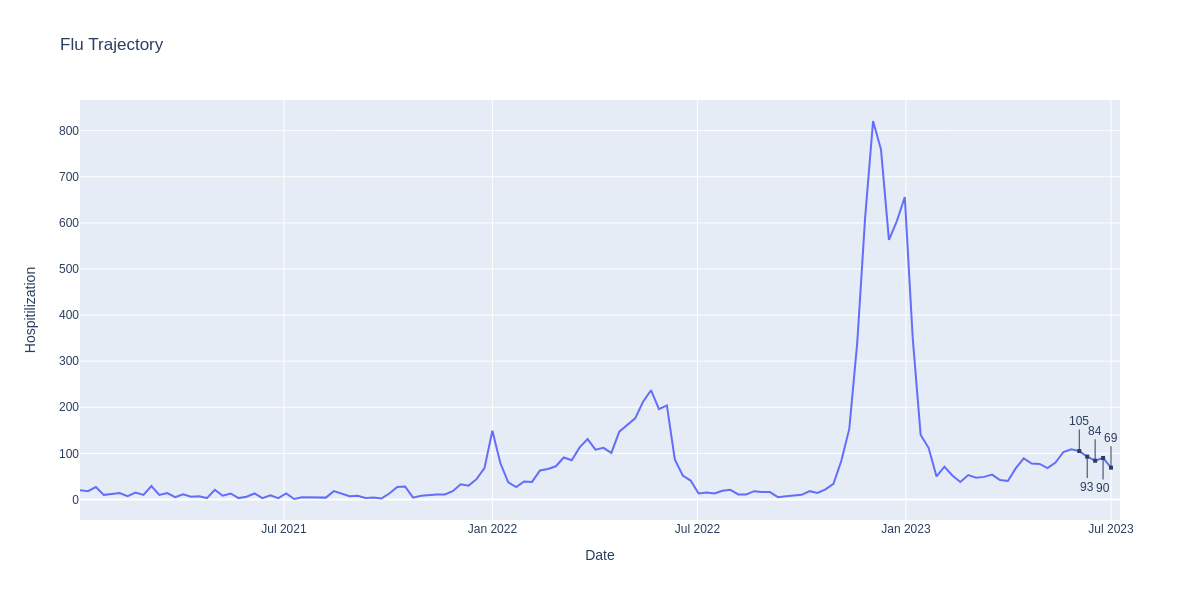 Flu Trajectory
Hospitilization
800
700
600
500
400
300
200
100
0
105
84
69
93
90
Jul 2021
Jan 2022
Jul 2022
Jan 2023
Jul 2023
Date